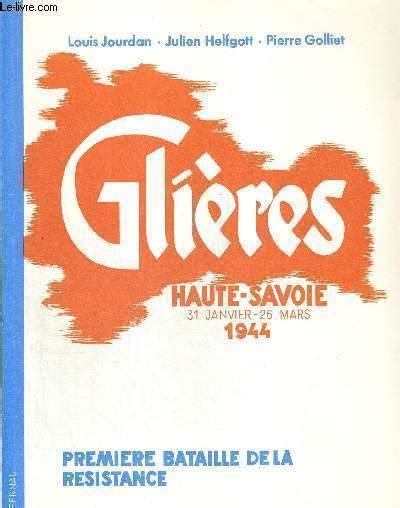 Le-livre.com
Louis Jourdan · Julien Helfgott · Pierre Golliet
Glières
HAUTE-SAVOIE
31 JANVIER-26 MARS
1944
PREMIERE BATAILLE DE LA
RESISTANCE